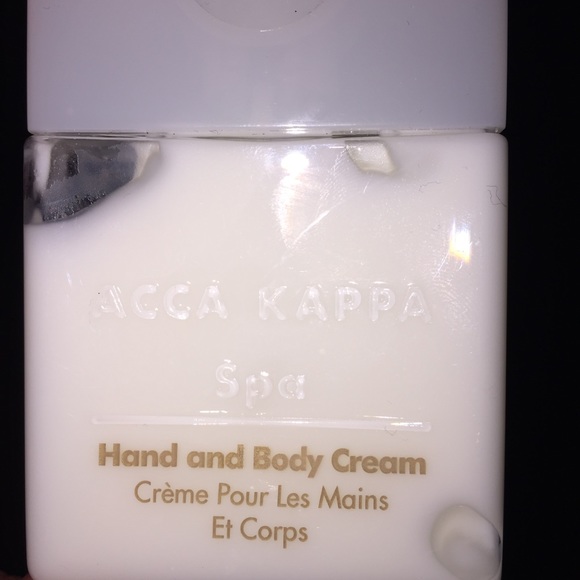 ACCA KAPPA
Spa
Hand and Body Cream
Crème Pour Les Mains
Et Corps